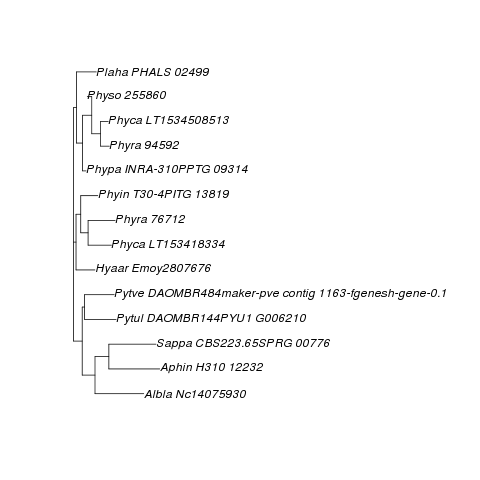 Plaha PHALS 02499
Physo 255860
Phyca LT1534508513
Phyra 94592
Phypa INRA-310PPTG 09314
Phyin T30-4PITG 13819
Phyra 76712
Phyca LT153418334
Hyaar Emoy2807676
Pytve DAOMBR484maker-pve contig 1163-fgenesh-gene-0.1
Pytul DAOMBR144PYU1 G006210
Sappa CBS223.65SPRG 00776
Aphin H310 12232
Albla Nc14075930